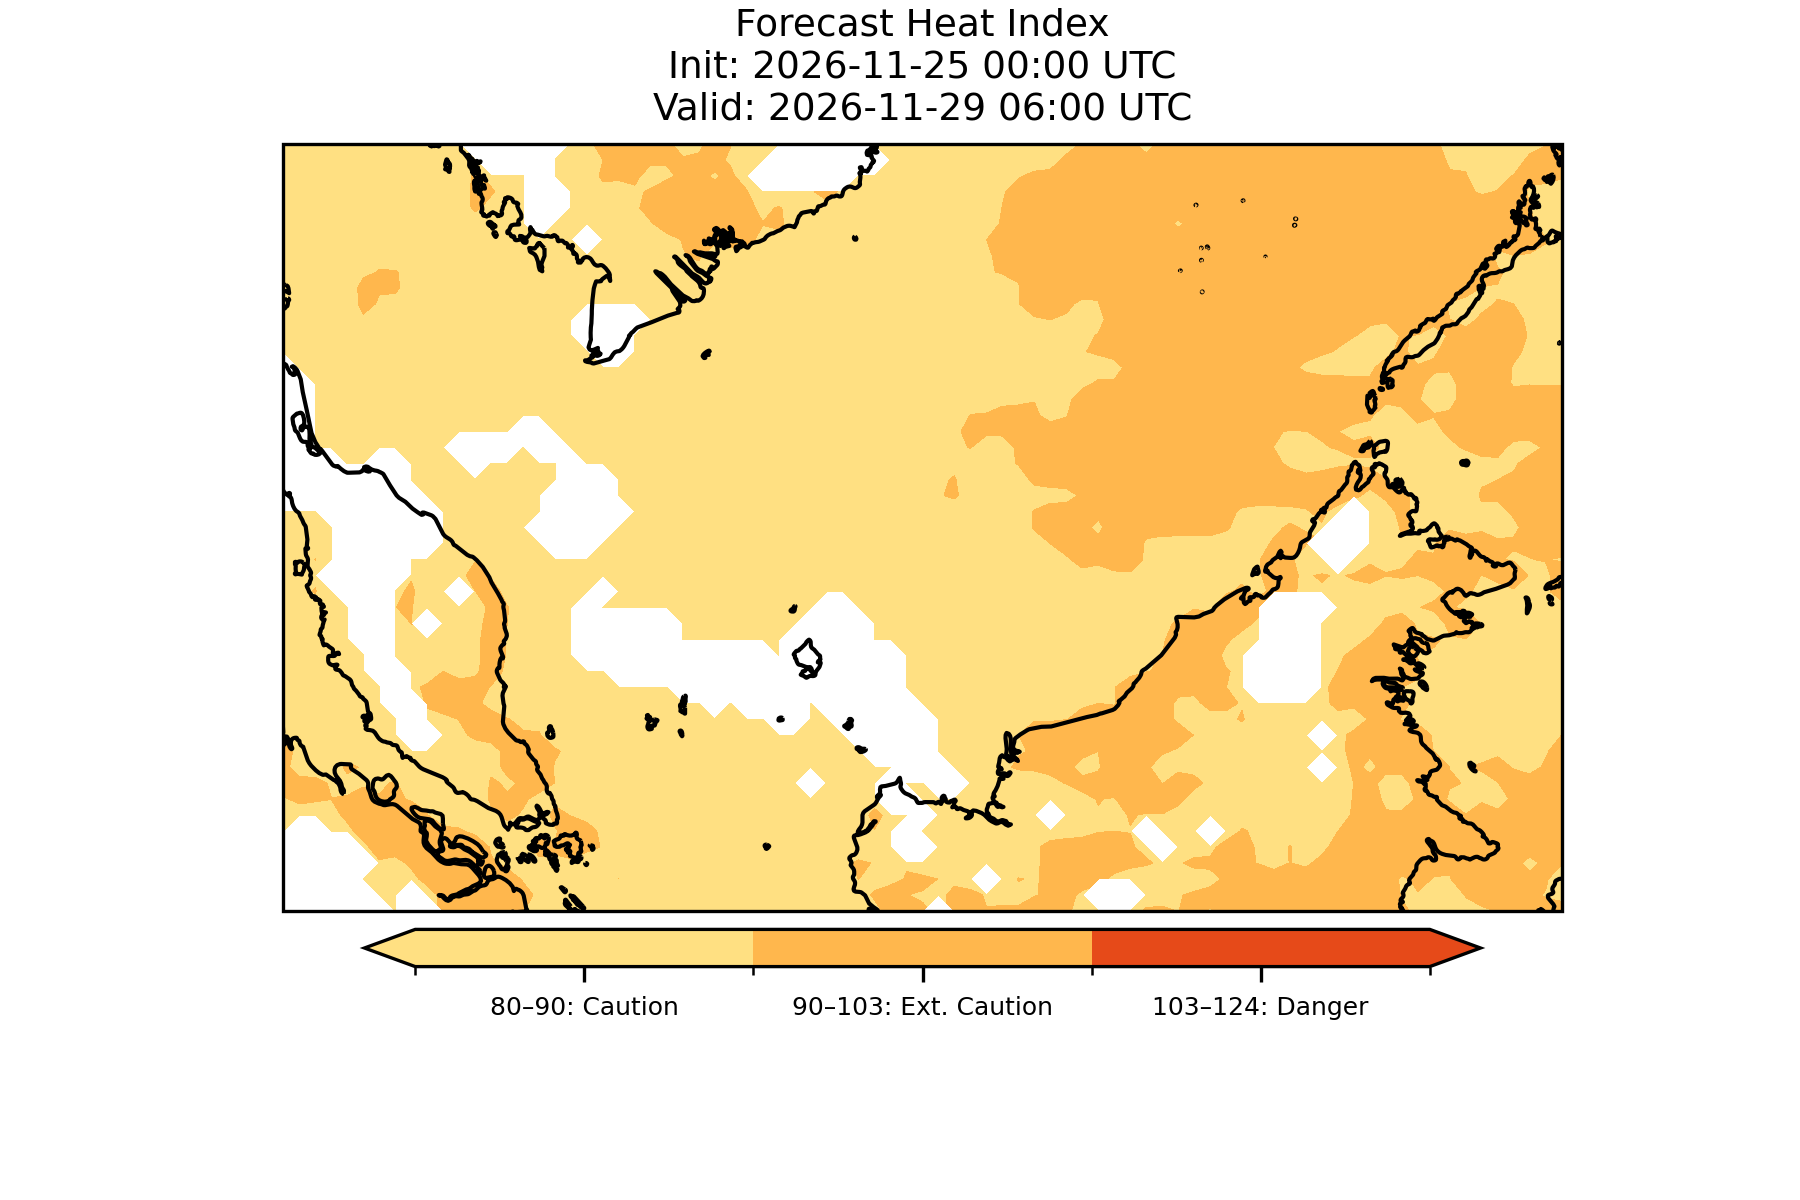 Forecast Heat Index
Init: 2026-11-25 00:00 UTC
Valid: 2026-11-29 06:00 UTC
80–90: Caution
90–103: Ext. Caution
103–124: Danger